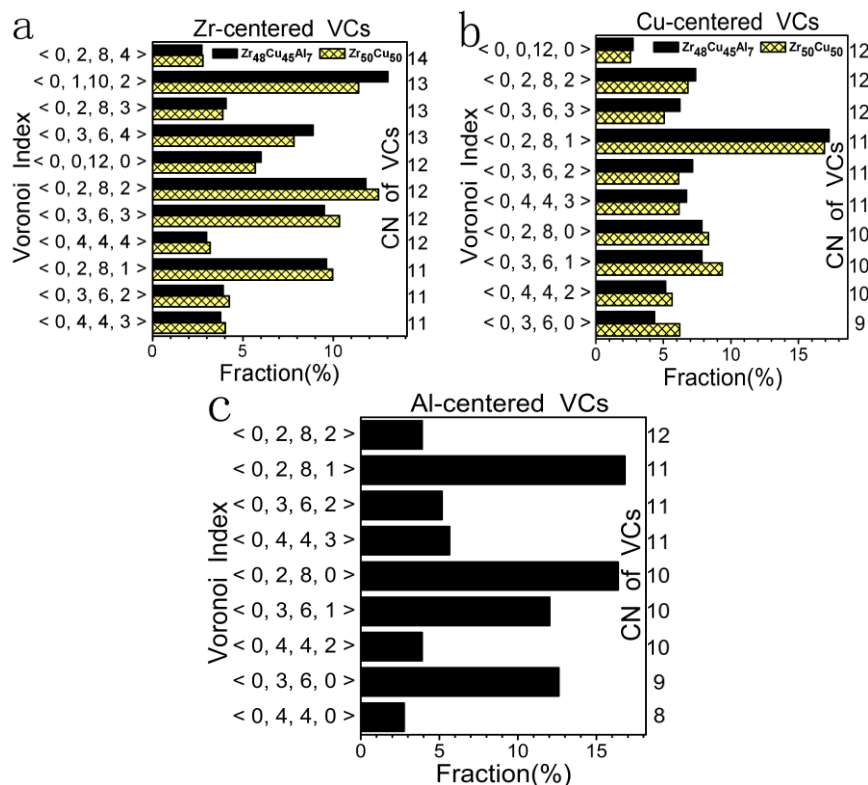 a
Zr-centered VCs
Zr48Cu45Al7 Zr50Cu50
Voronoi Index
< 0, 2, 8, 4 > 14
< 0, 1,10, 2 > 13
< 0, 2, 8, 3 > 13
< 0, 3, 6, 4 > 13
< 0, 0,12, 0 > 12
< 0, 2, 8, 2 > 12
< 0, 3, 6, 3 > 12
< 0, 4, 4, 4 > 12
< 0, 2, 8, 1 > 11
< 0, 3, 6, 2 > 11
< 0, 4, 4, 3 > 11
CN of VCs
0 5 10
Fraction(%)
b
Cu-centered VCs
Zr48Cu45Al7 Zr50Cu50
Voronoi Index
< 0, 0,12, 0 > 12
< 0, 2, 8, 2 > 12
< 0, 3, 6, 3 > 12
< 0, 2, 8, 1 > 11
< 0, 3, 6, 2 > 11
< 0, 4, 4, 3 > 11
< 0, 2, 8, 0 > 10
< 0, 3, 6, 1 > 10
< 0, 4, 4, 2 > 10
< 0, 3, 6, 0 > 9
CN of VCs
0 5 10 15
Fraction(%)
c
Al-centered VCs
Voronoi Index
< 0, 2, 8, 2 > 12
< 0, 2, 8, 1 > 11
< 0, 3, 6, 2 > 11
< 0, 4, 4, 3 > 11
< 0, 2, 8, 0 > 10
< 0, 3, 6, 1 > 10
< 0, 4, 4, 2 > 10
< 0, 3, 6, 0 > 9
< 0, 4, 4, 0 > 8
CN of VCs
0 5 10 15
Fraction(%)